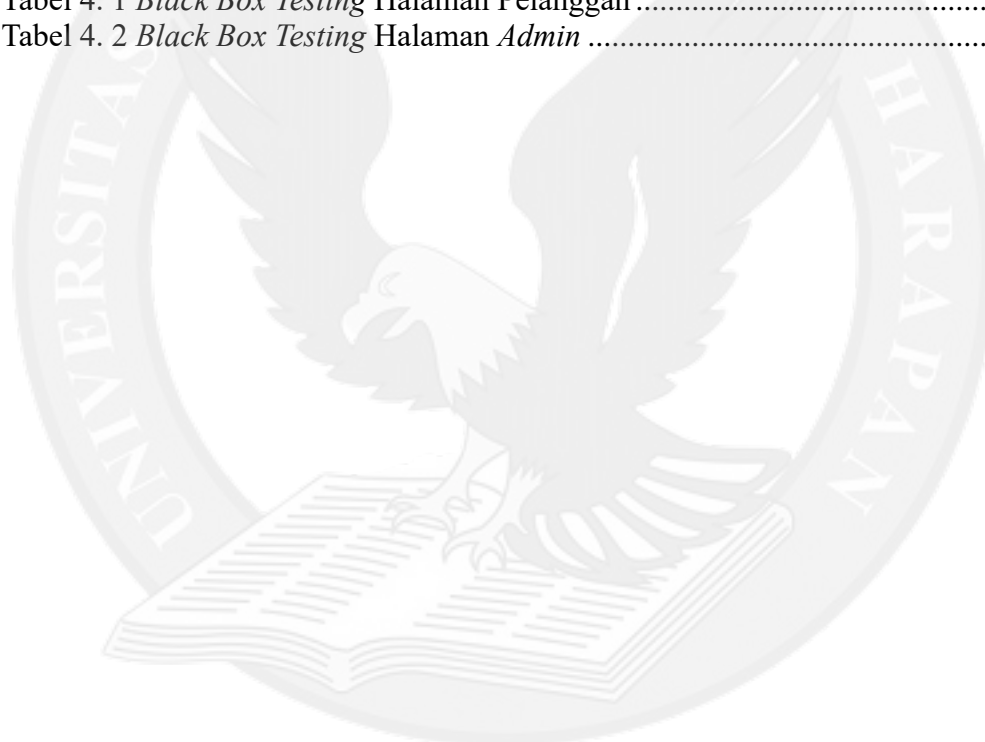 Tabel 4. 1 Black Box Testing Halaman Pelanggan ..............................................
Tabel 4. 2 Black Box Testing Halaman Admin .....................................................
UNIVERSITAS
HARAPAN